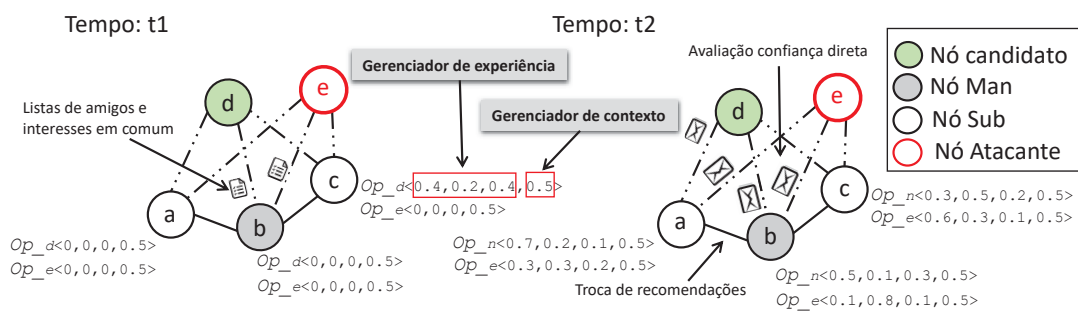 Tempo: t1
Tempo: t2
Gerenciador de experiência
Avaliação confiança direta
Nó candidato
Nó Man
Nó Sub
Nó Atacante
Listas de amigos e
interesses em comum
Gerenciador de contexto
d
e
a
b
c
d
e
a
b
c
Op_d<0.4,0.2,0.4,0.5>
Op_e<0,0,0,0.5>
Op_n<0.3,0.5,0.2,0.5>
Op_e<0.6,0.3,0.1,0.5>
Op_d<0,0,0,0.5>
Op_e<0,0,0,0.5>
Op_d<0,0,0,0.5>
Op_e<0,0,0,0.5>
Op_n<0.7,0.2,0.1,0.5>
Op_e<0.3,0.3,0.2,0.5>
Troca de recomendações
Op_n<0.5,0.1,0.3,0.5>
Op_e<0.1,0.8,0.1,0.5>